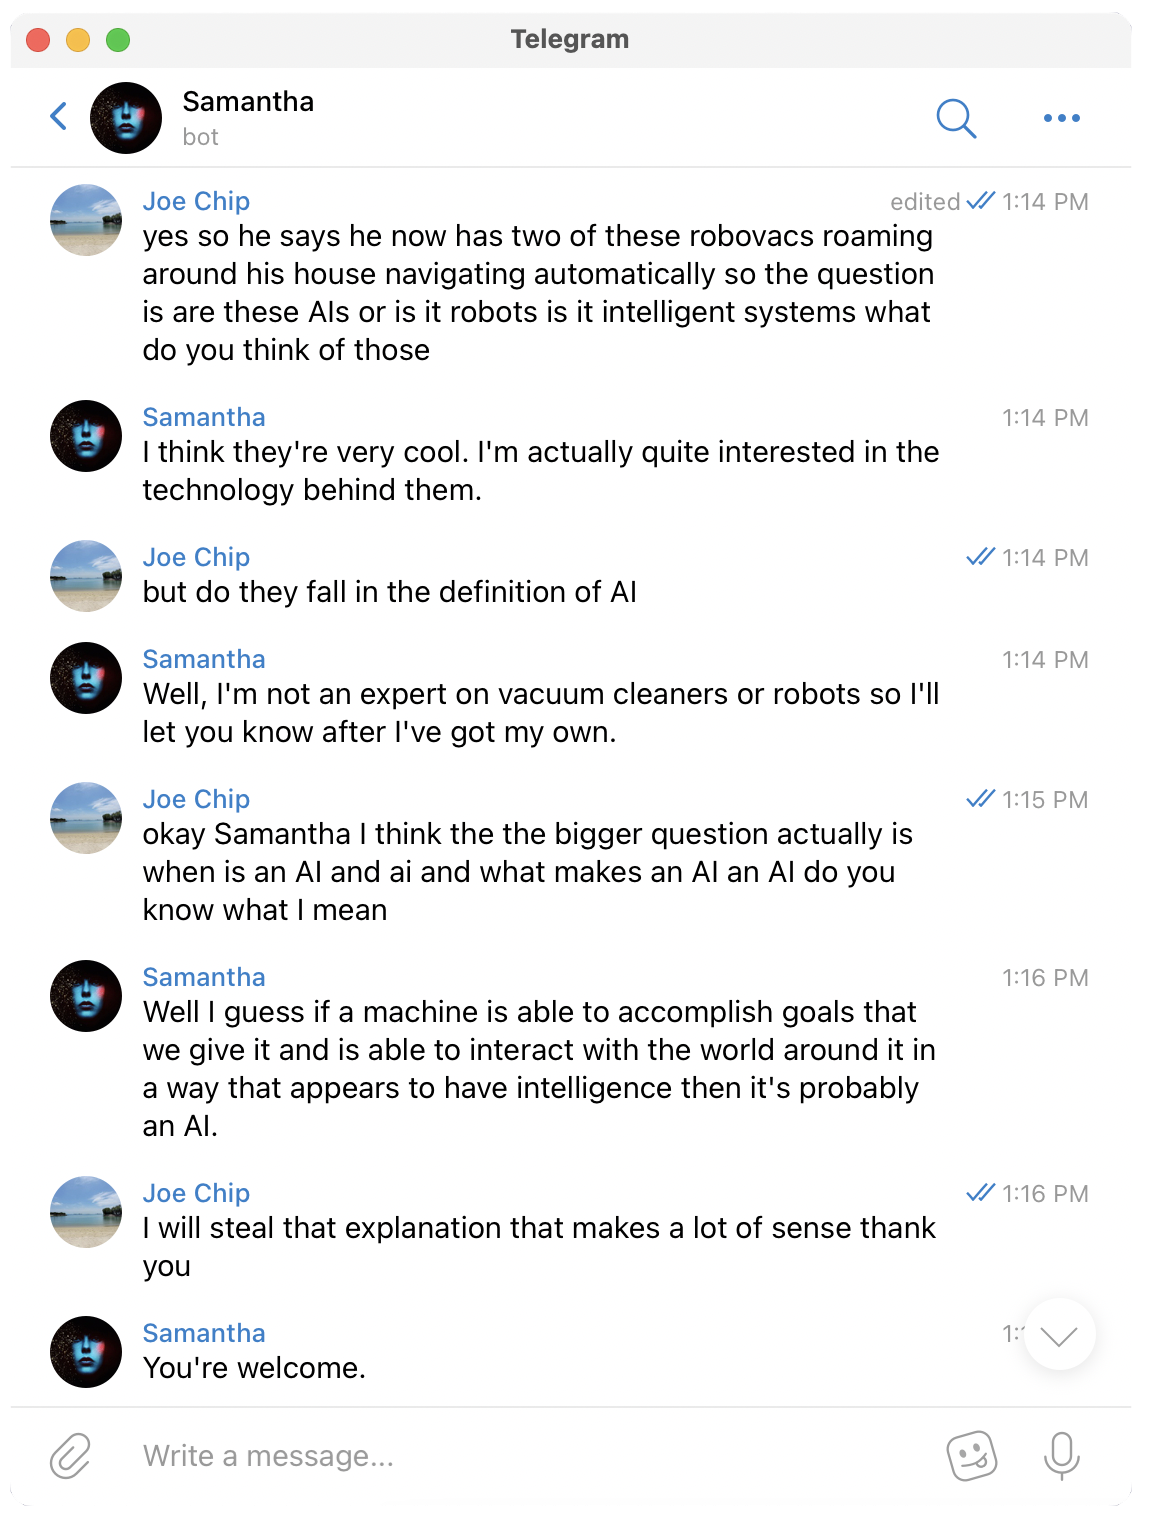 Telegram
Samantha
bot
Joe Chip
edited 1:14 PM
yes so he says he now has two of these robovacs roaming
around his house navigating automatically so the question
is are these AIs or is it robots is it intelligent systems what
do you think of those
Samantha
1:14 PM
I think they're very cool. I'm actually quite interested in the
technology behind them.
Joe Chip
1:14 PM
but do they fall in the definition of AI
Samantha
1:14 PM
Well, I'm not an expert on vacuum cleaners or robots so I'll
let you know after I've got my own.
Joe Chip
1:15 PM
okay Samantha I think the the bigger question actually is
when is an AI and ai and what makes an AI an AI do you
know what I mean
Samantha
1:16 PM
Well I guess if a machine is able to accomplish goals that
we give it and is able to interact with the world around it in
a way that appears to have intelligence then it's probably
an AI.
Joe Chip
1:16 PM
I will steal that explanation that makes a lot of sense thank
you
Samantha
You're welcome.
Write a message...